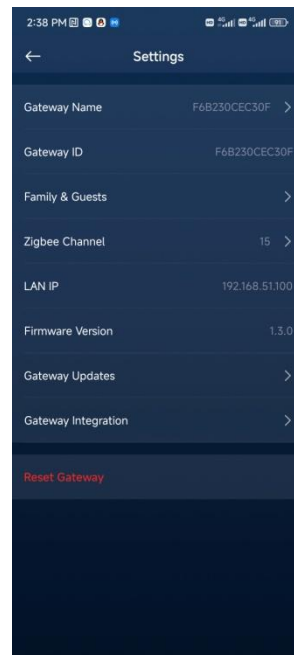 2:38 PM
Settings
Gateway Name F6B230CEC30F
Gateway ID F6B230CEC30F
Family & Guests
Zigbee Channel 15
LAN IP 192.168.51.100
Firmware Version 1.3.0
Gateway Updates
Gateway Integration
Reset Gateway